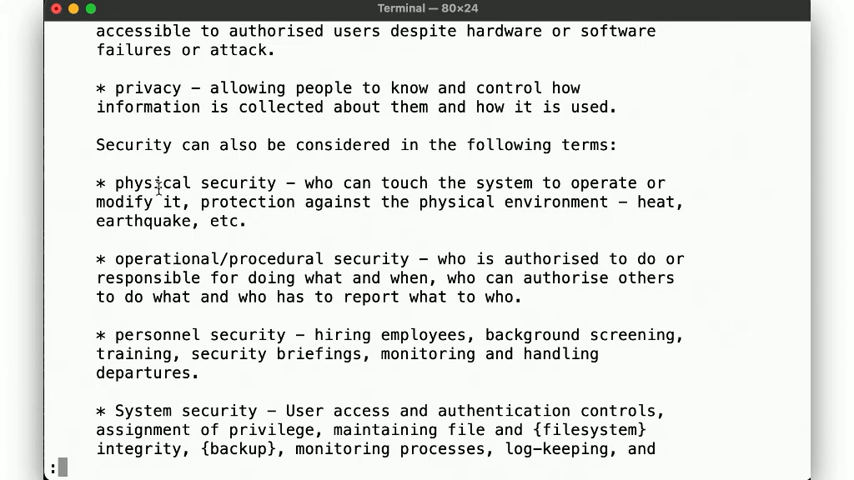 Terminal — 80×24
accessible to authorised users despite hardware or software
failures or attack.
* privacy – allowing people to know and control how
information is collected about them and how it is used.
Security can also be considered in the following terms:
* physical security – who can touch the system to operate or
modify it, protection against the physical environment – heat,
earthquake, etc.
* operational/procedural security – who is authorised to do or
responsible for doing what and when, who can authorise others
to do what and who has to report what to who.
* personnel security – hiring employees, background screening,
training, security briefings, monitoring and handling
departures.
* System security – User access and authentication controls,
assignment of privilege, maintaining file and {filesystem}
integrity, {backup}, monitoring processes, log-keeping, and
: